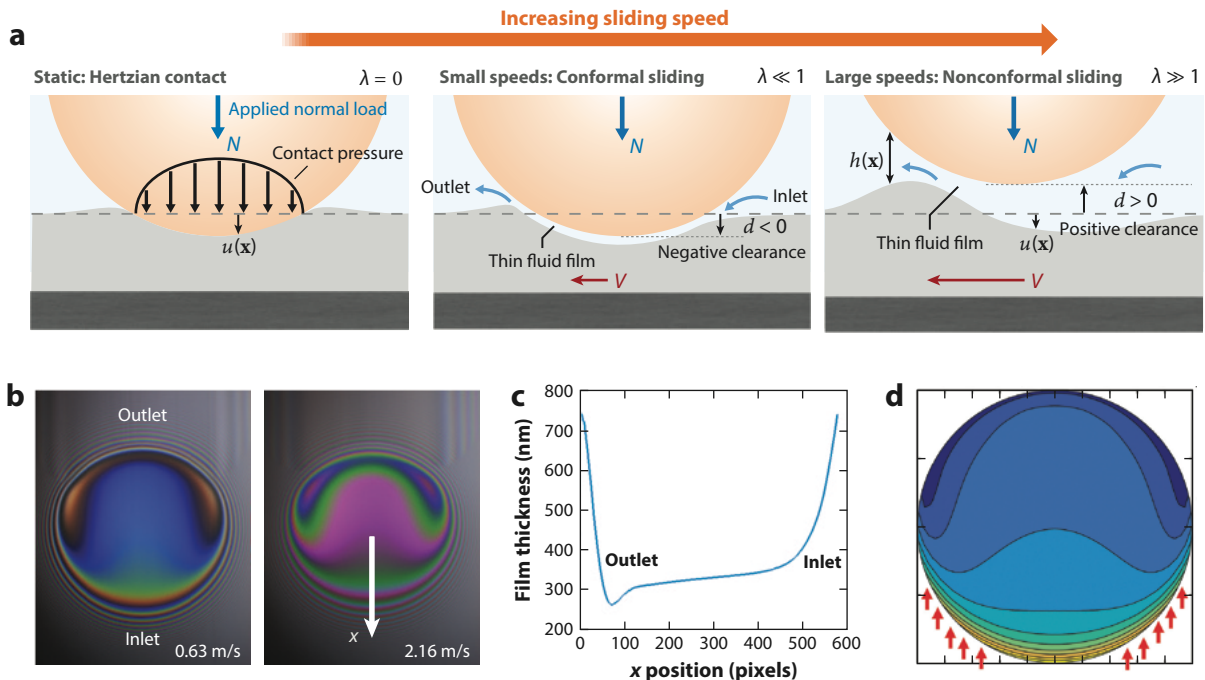 Increasing sliding speed
a
Static: Hertzian contact
λ = 0
Applied normal load
N
Contact pressure
u(x)
Small speeds: Conformal sliding
λ ≪ 1
N
Outlet
Inlet
d < 0
Thin fluid film
Negative clearance
V
Large speeds: Nonconformal sliding
λ ≫ 1
N
h(x)
d > 0
Thin fluid film
u(x)
Positive clearance
V
b
Outlet
Inlet
0.63 m/s
x
2.16 m/s
c
Film thickness (nm)
800
700
600
500
400
300
200
Outlet
Inlet
0
100
200
300
400
500
600
x position (pixels)
d